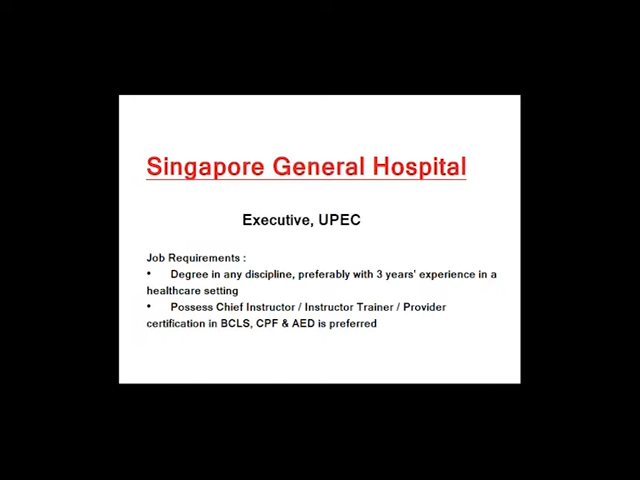 Singapore General Hospital
Executive, UPEC
Job Requirements :
• Degree in any discipline, preferably with 3 years' experience in a
healthcare setting
• Possess Chief Instructor / Instructor Trainer / Provider
certification in BCLS, CPF & AED is preferred